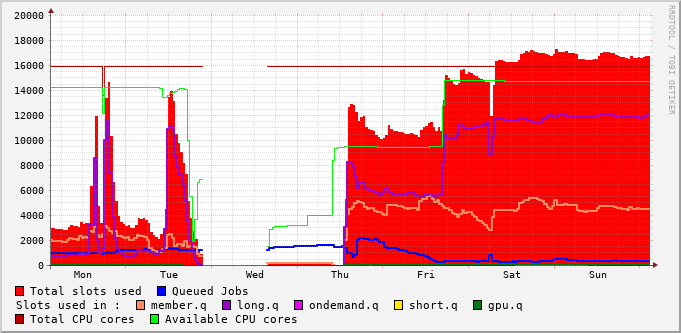 RRDTOOL / TOBI OETIKER
20000
18000
16000
14000
12000
10000
8000
6000
4000
2000
0
Mon Tue Wed Thu Fri Sat Sun
Total slots used Queued Jobs
Slots used in : member.q long.q ondemand.q short.q gpu.q
Total CPU cores Available CPU cores